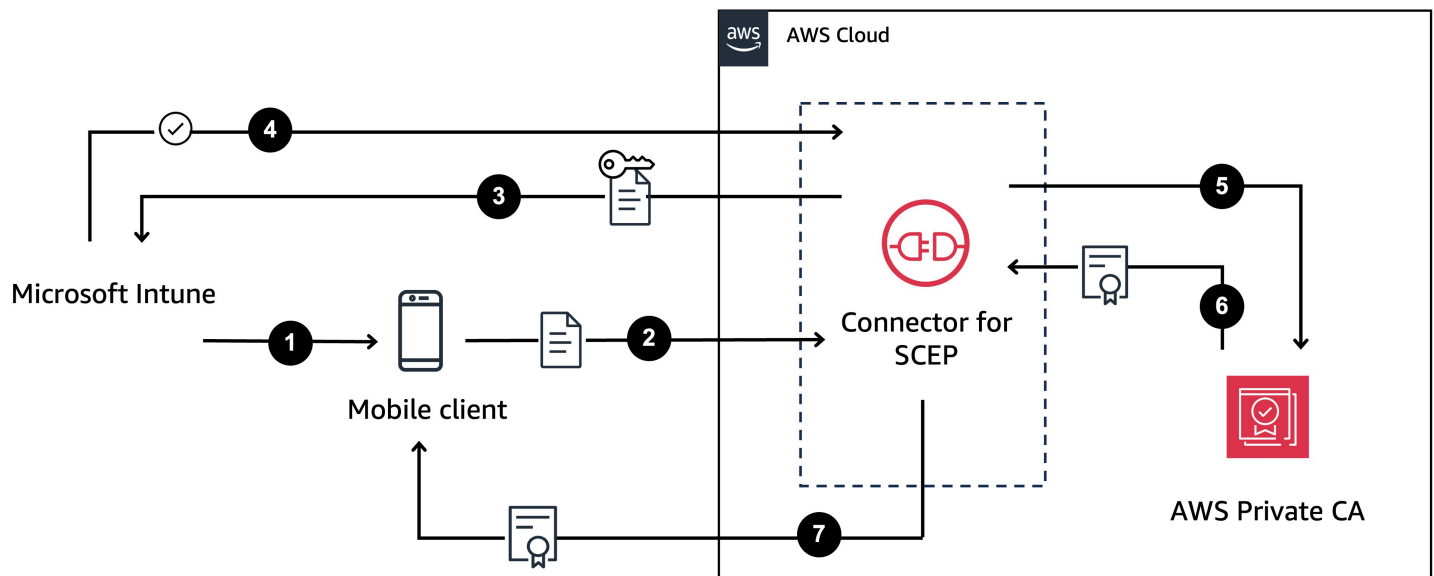 aws
AWS Cloud
4
3
5
Microsoft Intune
6
1
2
Connector for
SCEP
Mobile client
AWS Private CA
7